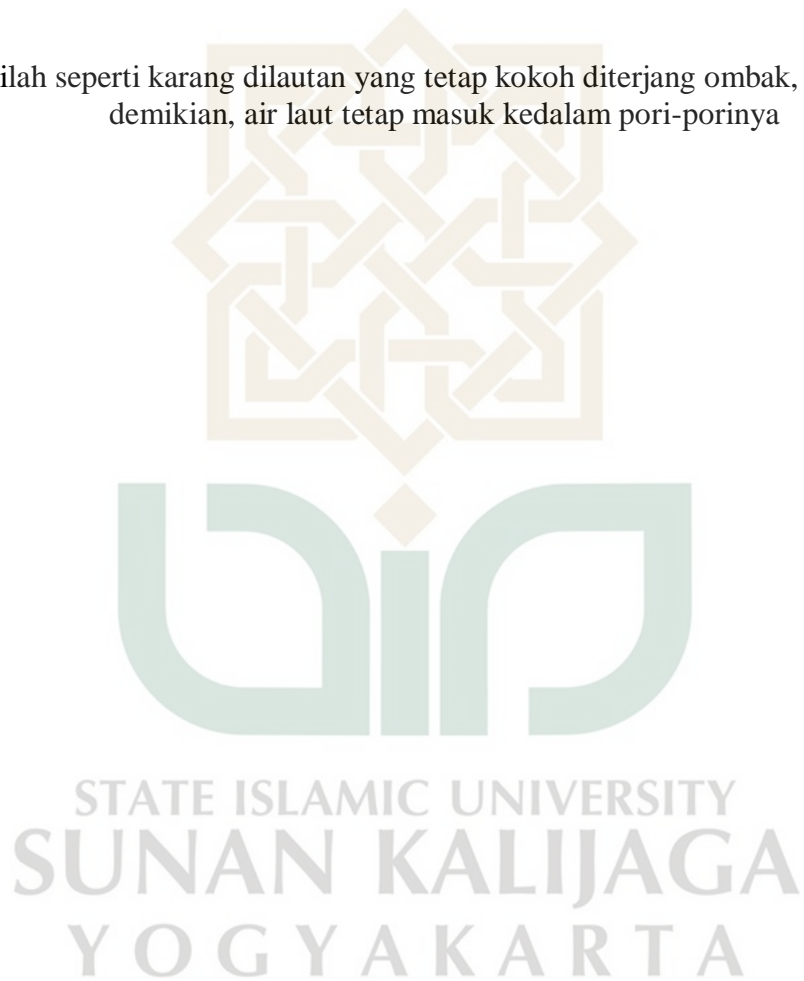 ilah seperti karang dilautan yang tetap kokoh diterjang ombak,
demikian, air laut tetap masuk kedalam pori-porinya
STATE ISLAMIC UNIVERSITY
SUNAN KALIJAGA
YOGYAKARTA